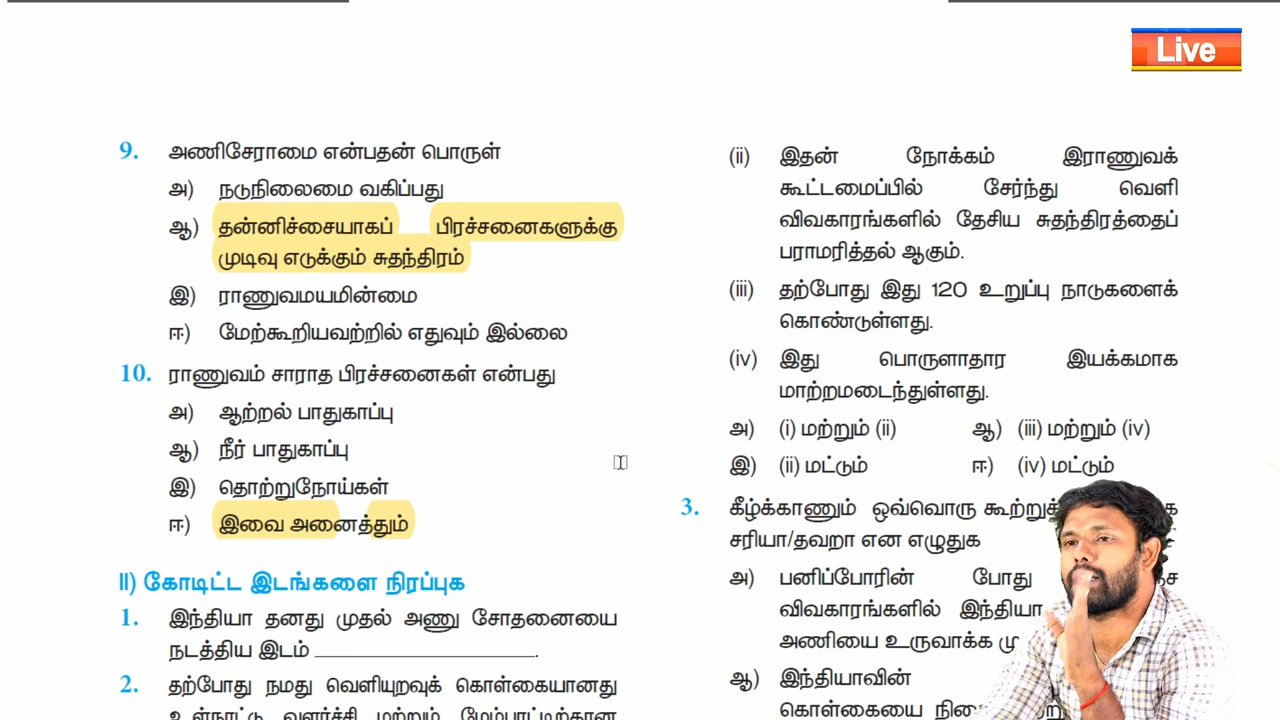 Live
9. அணிசேராமை என்பதன் பொருள்
அ) நடுநிலைமை வகிப்பது
ஆ) தன்னிச்சையாகப் பிரச்சனைகளுக்கு
முடிவு எடுக்கும் சுதந்திரம்
இ) ராணுவமயமின்மை
ஈ) மேற்கூறியவற்றில் எதுவும் இல்லை
10. ராணுவம் சாராத பிரச்சனைகள் என்பது
அ) ஆற்றல் பாதுகாப்பு
ஆ) நீர் பாதுகாப்பு
இ) தொற்றுநோய்கள்
ஈ) இவை அனைத்தும்
II) கோடிட்ட இடங்களை நிரப்புக
1. இந்தியா தனது முதல் அணு சோதனையை
நடத்திய இடம் ____________________.
2. தற்போது நமது வெளியுறவுக் கொள்கையானது
உள்நாட்டு வளர்ச்சி மற்றும் மேம்பாட்டிற்கான
(ii) இதன் நோக்கம் இராணுவக்
கூட்டமைப்பில் சேர்ந்து வெளி
விவகாரங்களில் தேசிய சுதந்திரத்தைப்
பராமரித்தல் ஆகும்.
(iii) தற்போது இது 120 உறுப்பு நாடுகளைக்
கொண்டுள்ளது.
(iv) இது பொருளாதார இயக்கமாக
மாற்றமடைந்துள்ளது.
அ) (i) மற்றும் (ii) ஆ) (iii) மற்றும் (iv)
இ) (ii) மட்டும் ஈ) (iv) மட்டும்
3. கீழ்க்காணும் ஒவ்வொரு
சரியா/தவறா என எழுதுக
அ) பனிப்போரின் போது
விவகாரங்களில் இந்தியா
அணியை உருவாக்க
ஆ) இந்தியாவின்
கொள்கையை